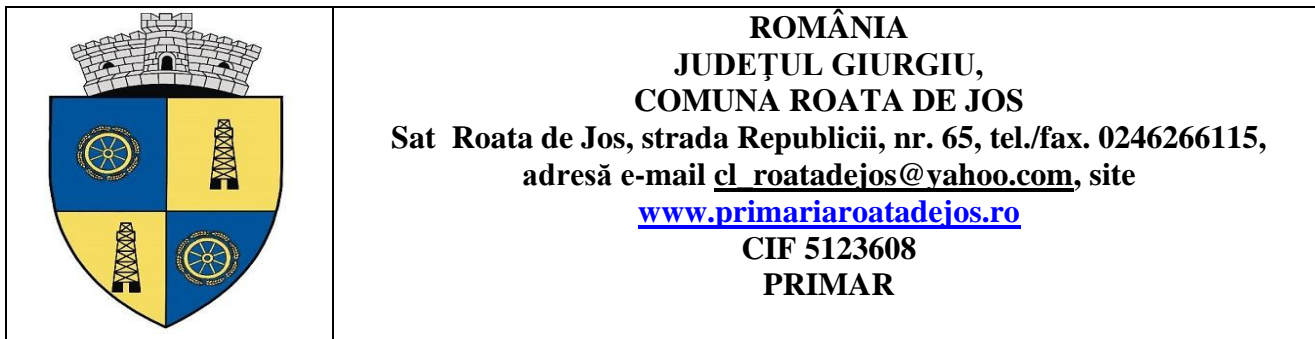 ROMÂNIA
JUDEŢUL GIURGIU,
COMUNA ROATA DE JOS
Sat Roata de Jos, strada Republicii, nr. 65, tel./fax. 0246266115,
adresă e-mail cl_roatadejos@yahoo.com, site
www.primariaroatadejos.ro
CIF 5123608
PRIMAR